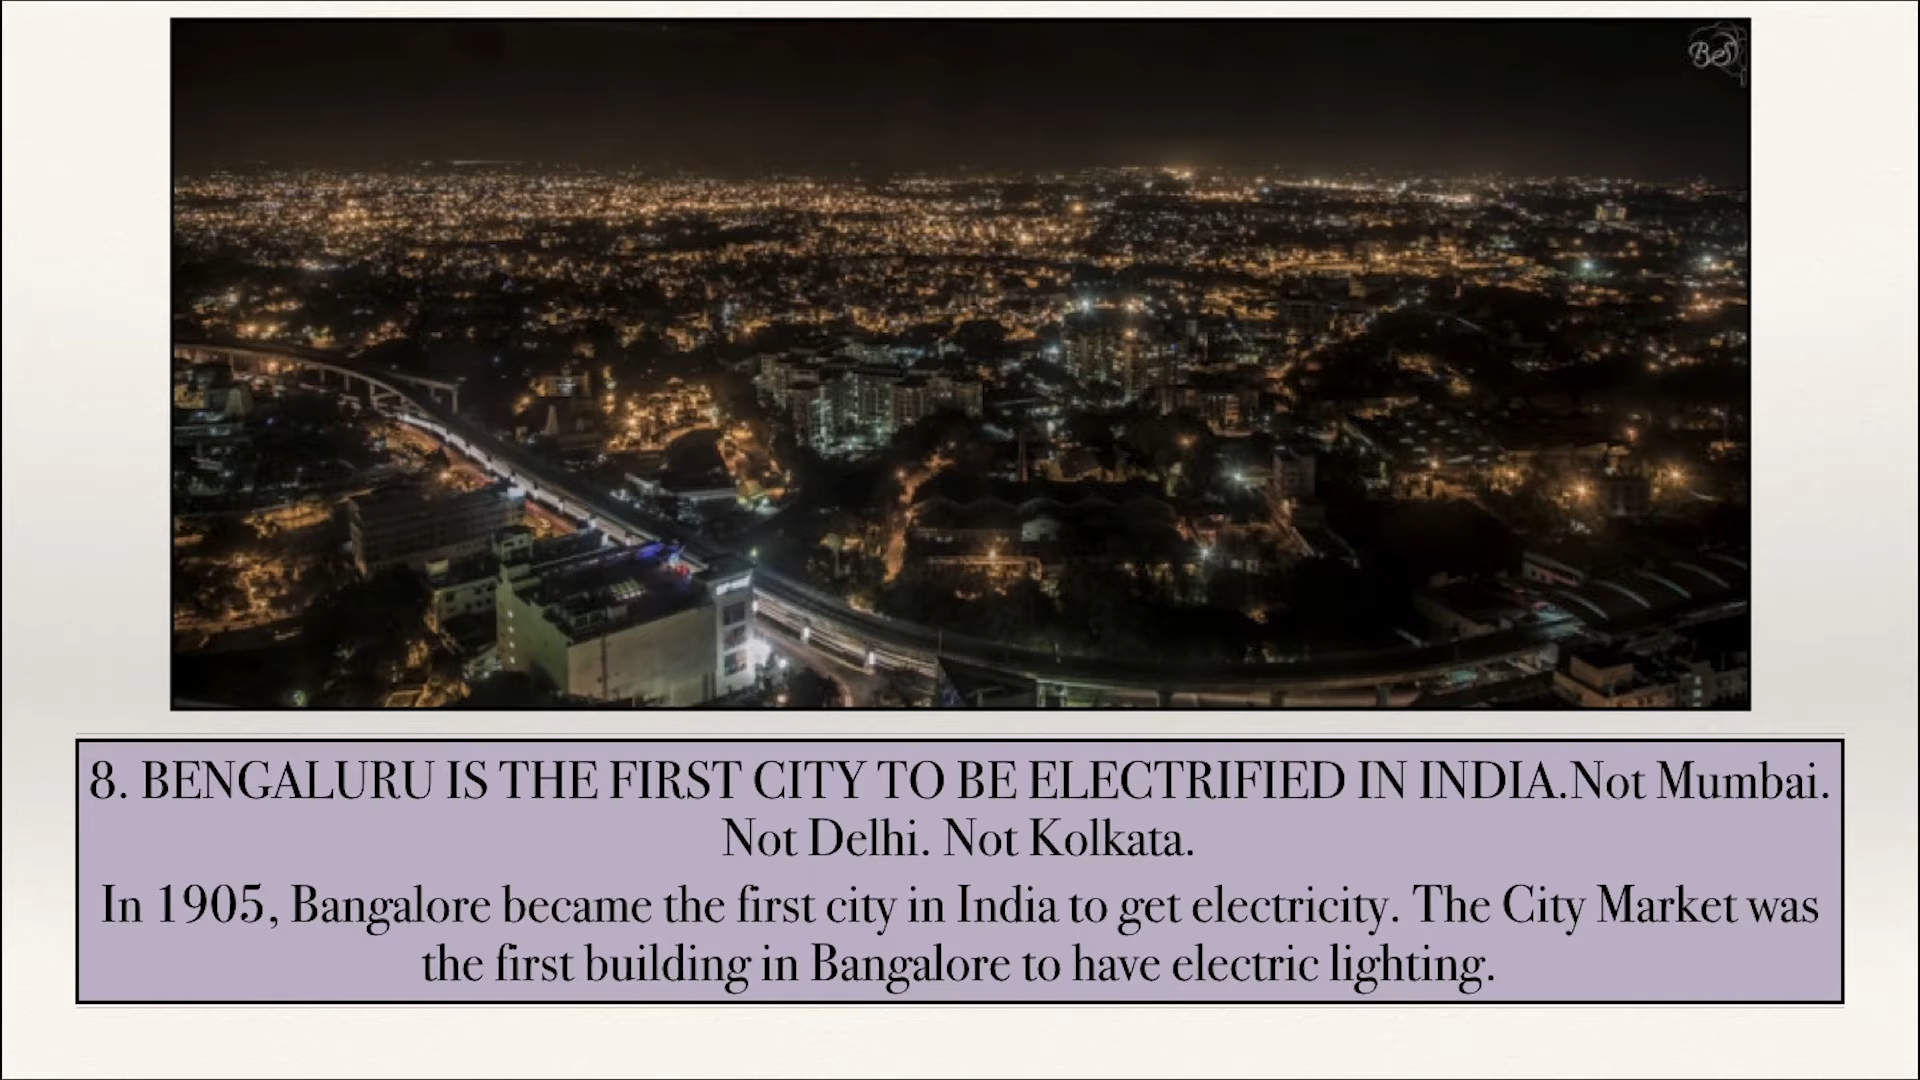 BS
8. BENGALURU IS THE FIRST CITY TO BE ELECTRIFIED IN INDIA.Not Mumbai.
Not Delhi. Not Kolkata.
In 1905, Bangalore became the first city in India to get electricity. The City Market was
the first building in Bangalore to have electric lighting.